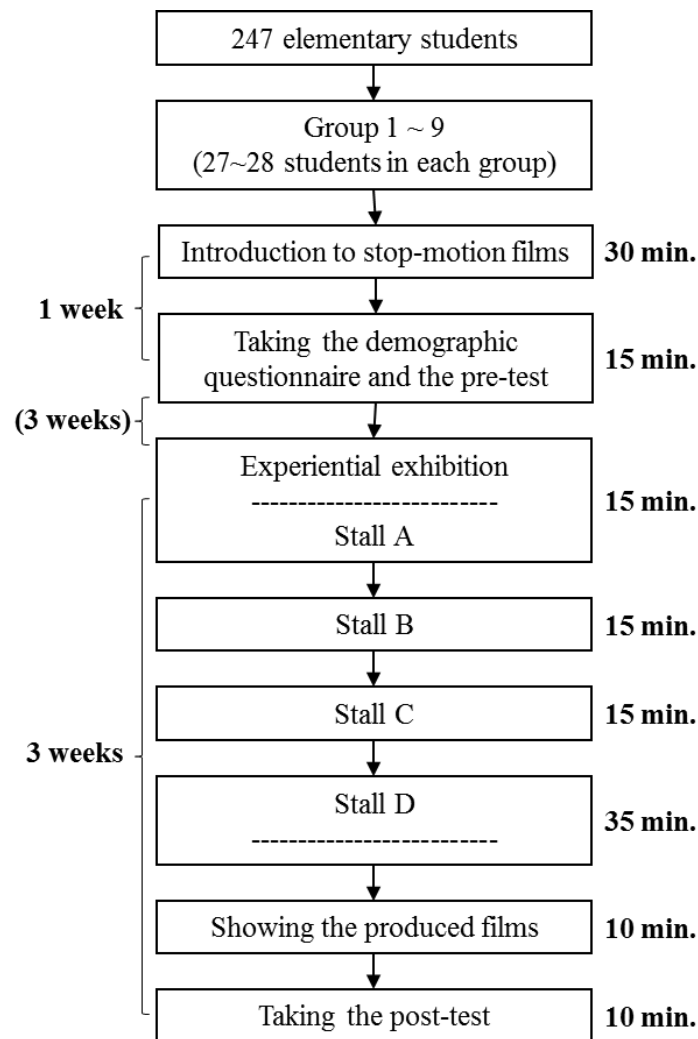 247 elementary students
Group 1 ~ 9
(27~28 students in each group)
Introduction to stop-motion films
30 min.
1 week
Taking the demographic
questionnaire and the pre-test
15 min.
(3 weeks)
Experiential exhibition
--------------------------
Stall A
15 min.
Stall B
15 min.
Stall C
15 min.
3 weeks
Stall D
--------------------------
35 min.
Showing the produced films
10 min.
Taking the post-test
10 min.